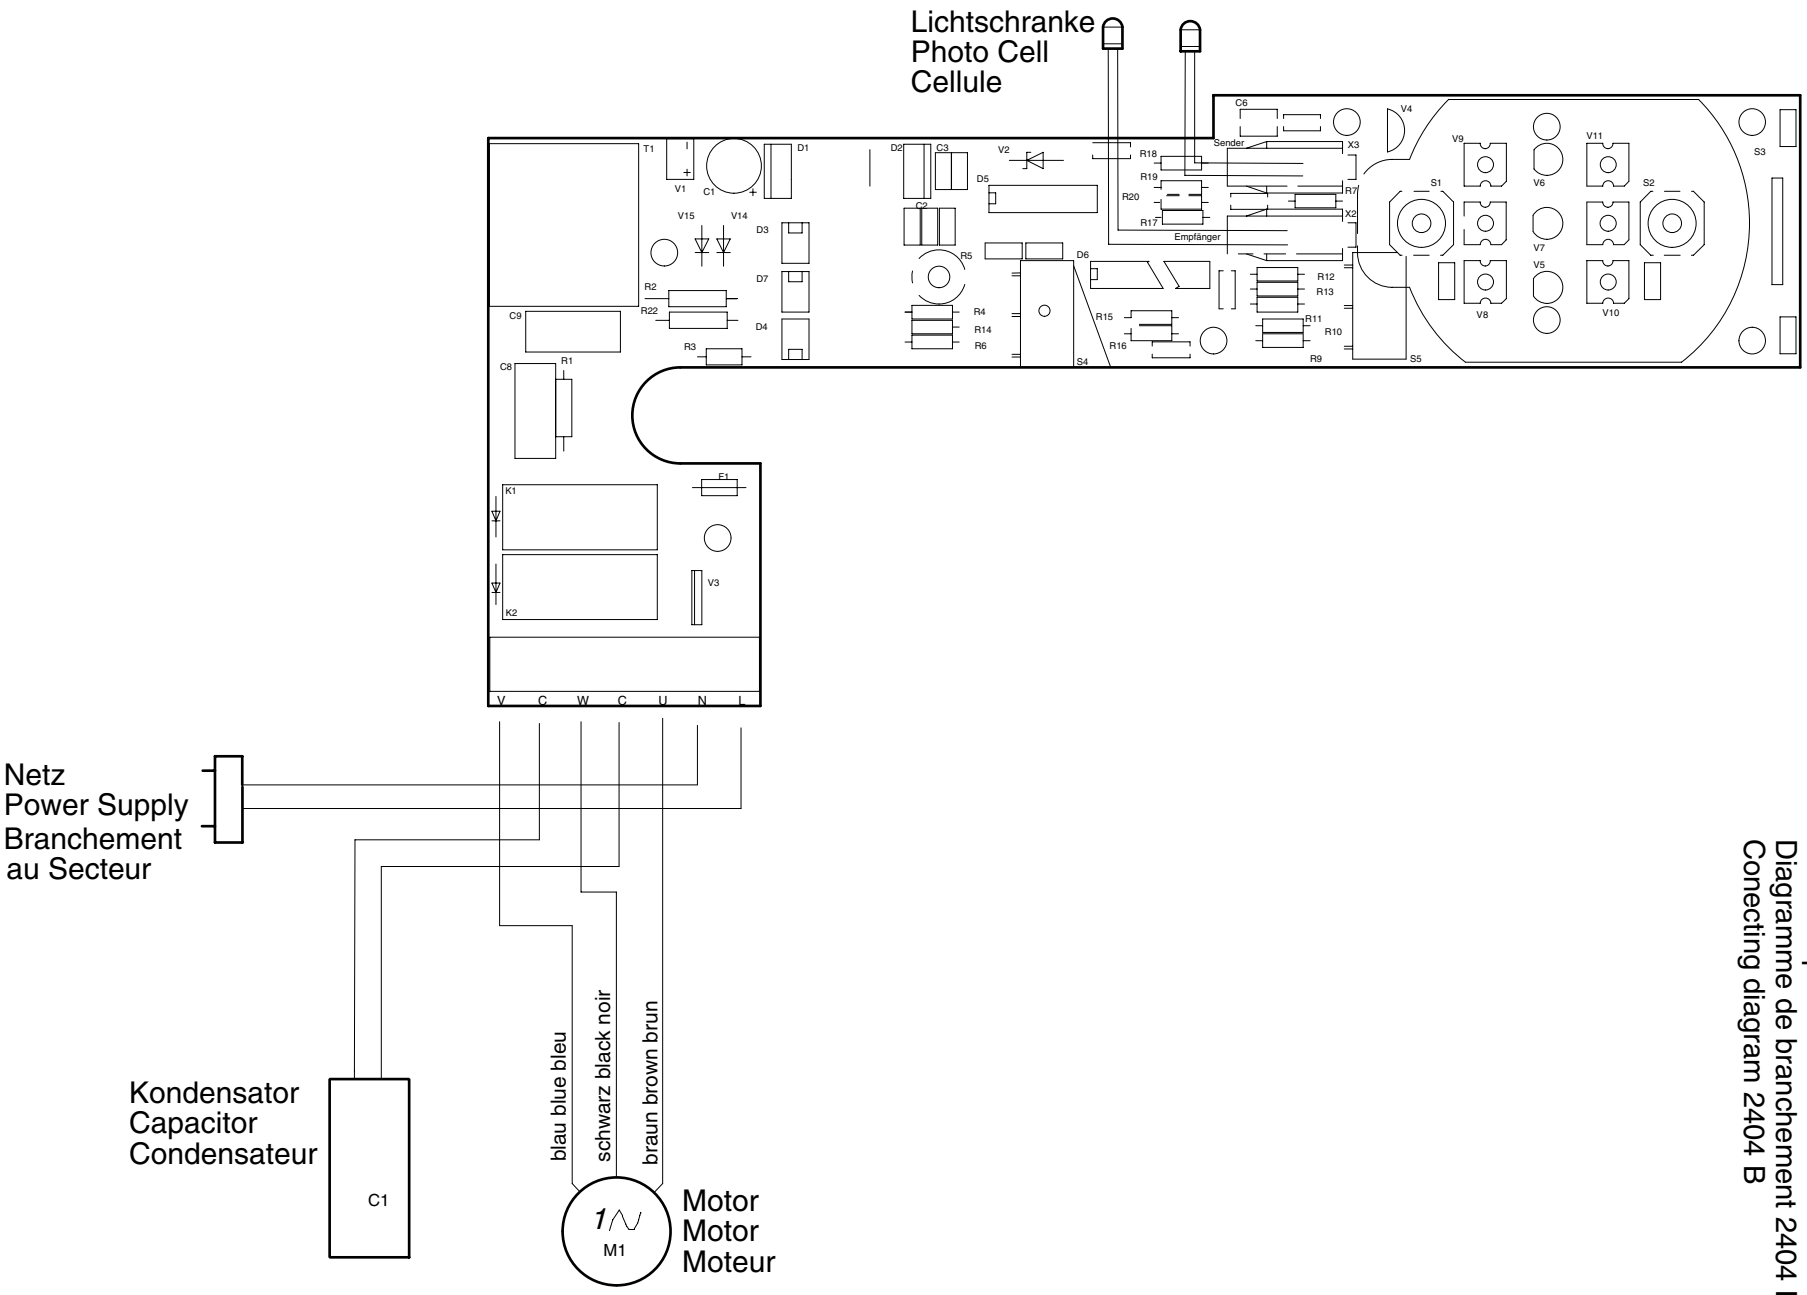 Lichtschranke
Photo Cell
Cellule
C6
V4
Sender
X3
V9
V11
S3
T1
V1
C1
D1
D2
C3
V2
D5
R18
R19
R20
R17
R7
X2
S1
V6
S2
V15
V14
D3
C2
Empfänger
R5
D6
V7
V5
D7
R2
R22
R12
R13
C9
D4
R4
R14
R6
R15
R16
R11
R10
R9
V8
V10
R3
C8
R1
S4
S5
K1
F1
K2
V3
V C W C U N L
Netz
Power Supply
Branchement
au Secteur
Kondensator
Capacitor
Condensateur
C1
blau blue bleu
schwarz black noir
braun brown brun
1
M1
Motor
Motor
Moteur
Diagramme de branchement 2404
Conecting diagram 2404 B